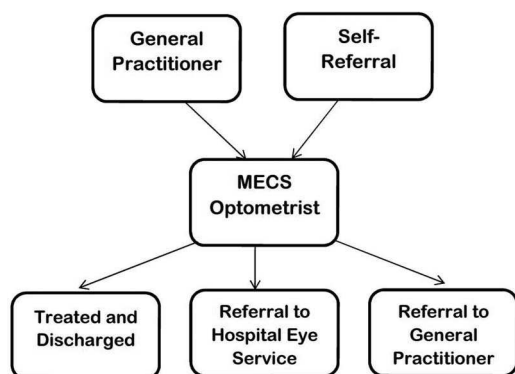 General
Practitioner
Self-
Referral
MECS
Optometrist
Treated and
Discharged
Referral to
Hospital Eye
Service
Referral to
General
Practitioner